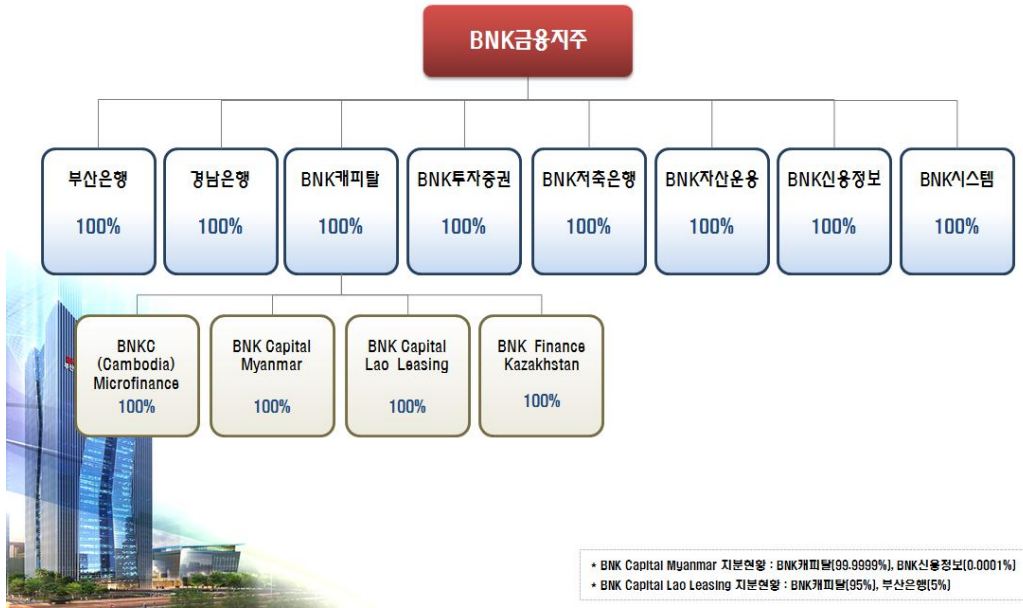 BNK금융지주
부산은행
100%
경남은행
100%
BNK캐피탈
100%
BNK투자증권
100%
BNK저축은행
100%
BNK자산운용
100%
BNK신용정보
100%
BNK시스템
100%
BNKC
(Cambodia)
Microfinance
100%
BNK Capital
Myanmar
100%
BNK Capital
Lao Leasing
100%
BNK Finance
Kazakhstan
100%
* BNK Capital Myanmar 지분현황 : BNK캐피탈(99.9999%), BNK신용정보(0.0001%)
* BNK Capital Lao Leasing 지분현황 : BNK캐피탈(95%), 부산은행(5%)